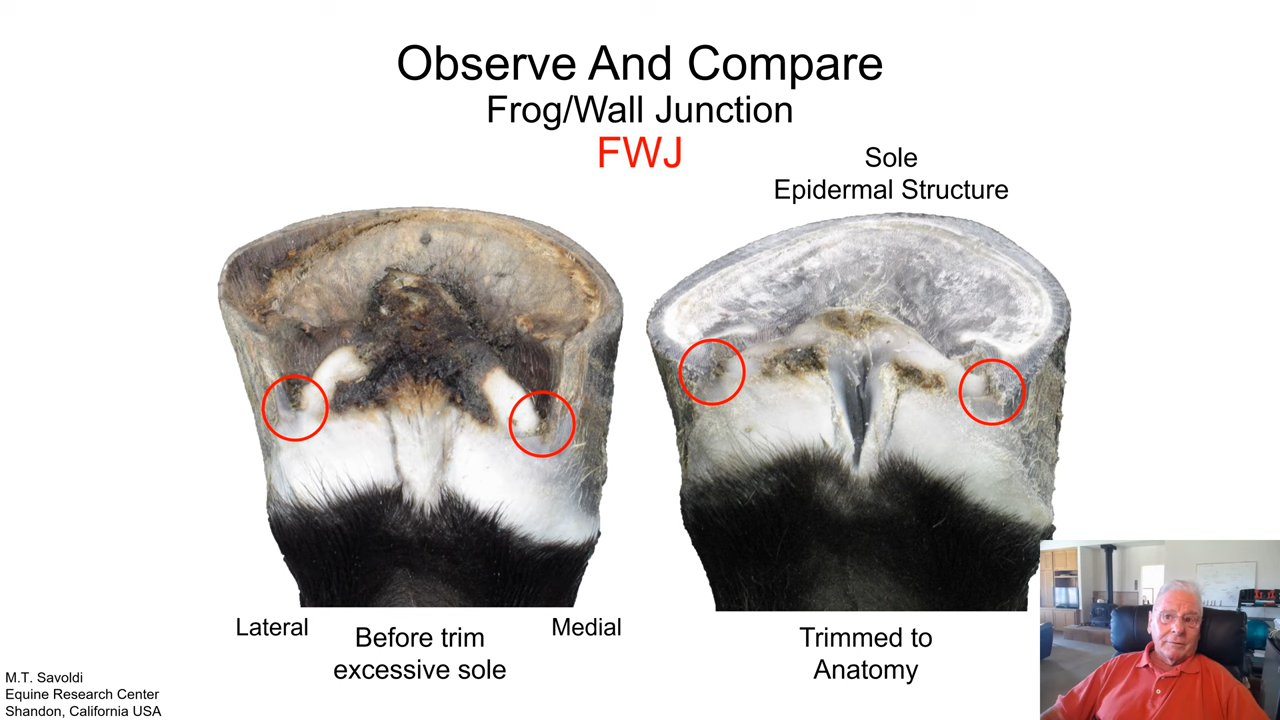 Observe And Compare
Frog/Wall Junction
FWJ
Sole
Epidermal Structure
Lateral
Before trim
excessive sole
Medial
Trimmed to
Anatomy
M.T. Savoldi
Equine Research Center
Shandon, California USA